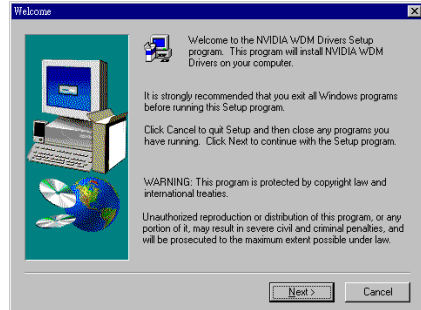 Welcome
Welcome to the NVIDIA WDM Drivers Setup
program. This program will install NVIDIA WDM
Drivers on your computer.
It is strongly recommended that you exit all Windows programs
before running this Setup program.
Click Cancel to quit Setup and then close any programs you
have running. Click Next to continue with the Setup program.
WARNING: This program is protected by copyright law and
international treaties.
Unauthorized reproduction or distribution of this program, or any
portion of it, may result in severe civil and criminal penalties, and
will be prosecuted to the maximum extent possible under law.
Next >
Cancel